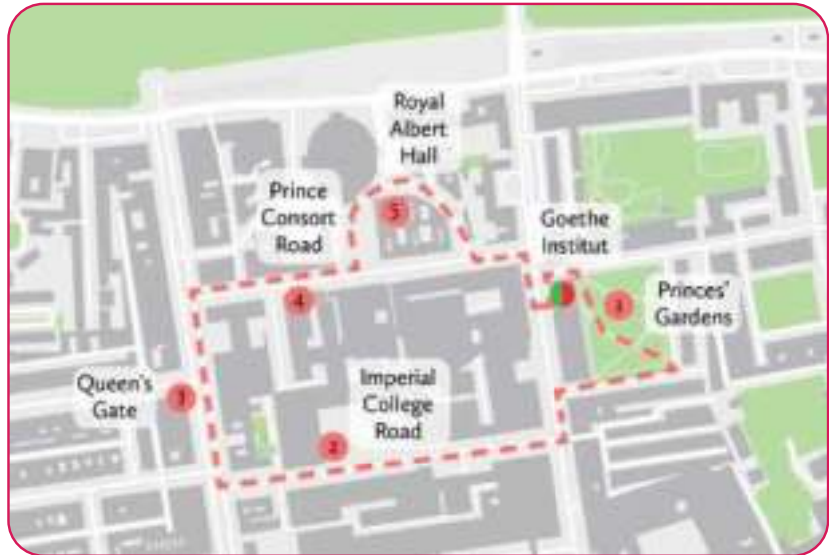 Royal
Albert
Hall
5
Prince
Consort
Road
Goethe
Institut
4
1
Princes'
Gardens
Queen's
Gate
3
Imperial
College
Road
2